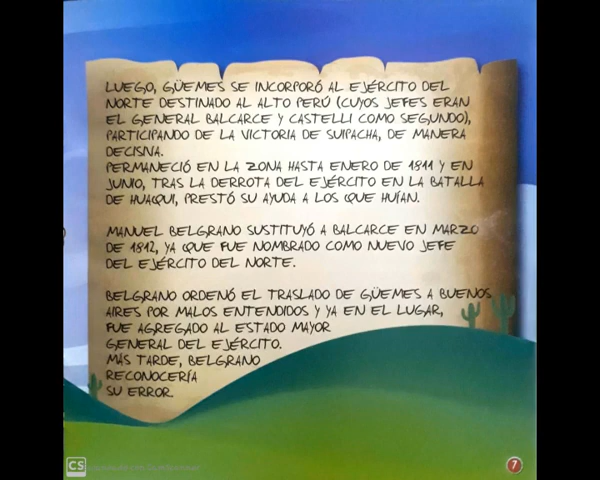 LUEGO, GÜEMES SE INCORPORÓ AL EJÉRCITO DEL
NORTE DESTINADO AL ALTO PERÚ (CUYOS JEFES ERAN
EL GENERAL BALCARCE Y CASTELLI COMO SEGUNDO),
PARTICIPANDO DE LA VICTORIA DE SUIPACHA, DE MANERA
DECISIVA.
PERMANECIÓ EN LA ZONA HASTA ENERO DE 1811 Y EN
JUNIO, TRAS LA DERROTA DEL EJÉRCITO EN LA BATALLA
DE HUAQUI, PRESTÓ SU AYUDA A LOS QUE HUÍAN.
MANUEL BELGRANO SUSTITUYÓ A BALCARCE EN MARZO
DE 1812, YA QUE FUE NOMBRADO COMO NUEVO JEFE
DEL EJÉRCITO DEL NORTE.
BELGRANO ORDENÓ EL TRASLADO DE GÜEMES A BUENOS
AIRES POR MALOS ENTENDIDOS Y YA EN EL LUGAR,
FUE AGREGADO AL ESTADO MAYOR
GENERAL DEL EJÉRCITO.
MÁS TARDE, BELGRANO
RECONOCERÍA
SU ERROR.
CS
7